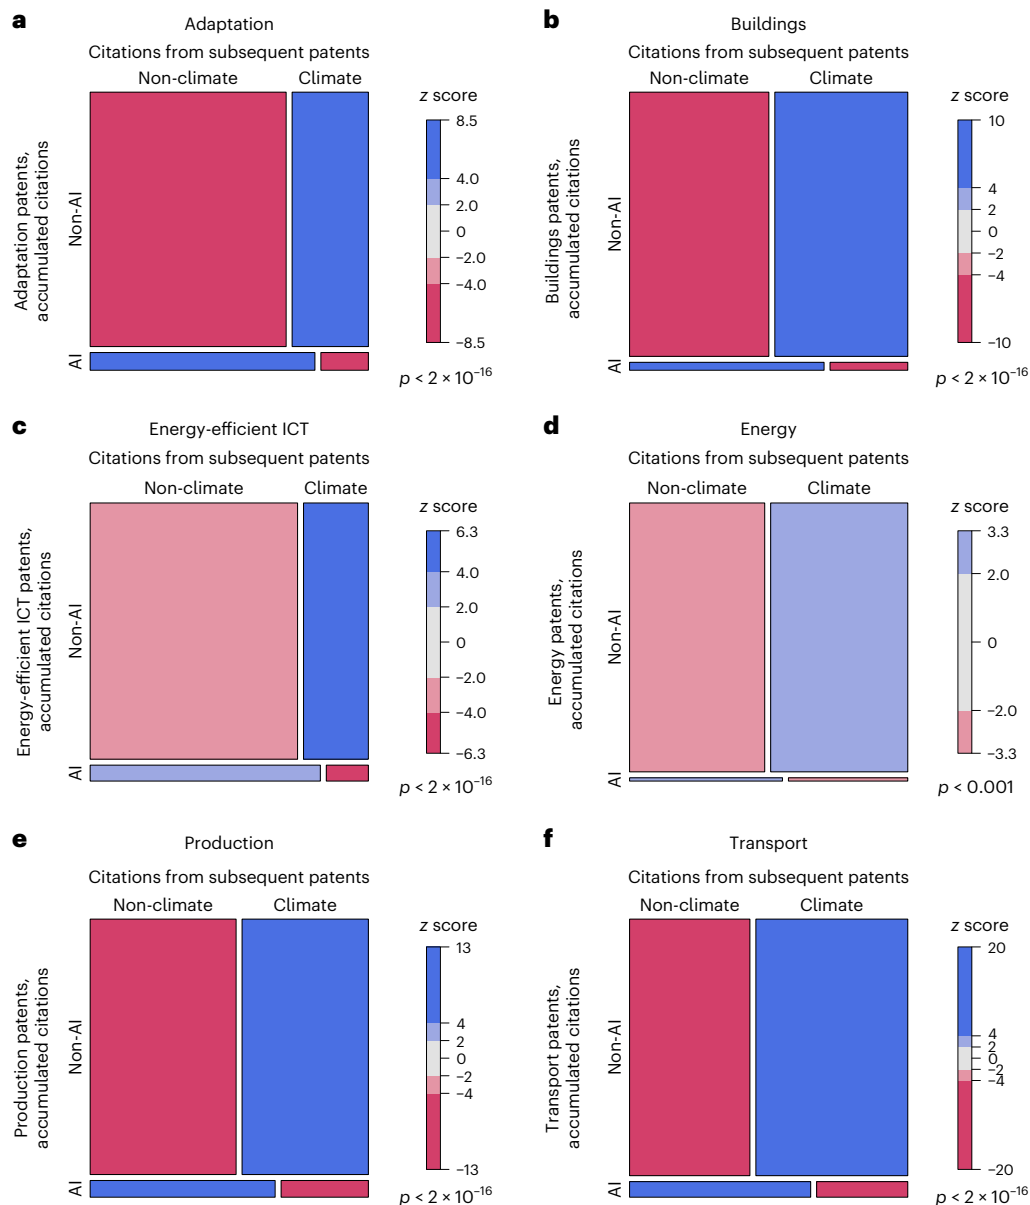 a
Adaptation
Citations from subsequent patents
Non-climate
Climate
Adaptation patents,
accumulated citations
Non-AI
AI
z score
8.5
4.0
2.0
0
−2.0
−4.0
−8.5
p < 2 × 10⁻¹⁶
b
Buildings
Citations from subsequent patents
Non-climate
Climate
Buildings patents,
accumulated citations
Non-AI
AI
z score
10
4
2
0
−2
−4
−10
p < 2 × 10⁻¹⁶
c
Energy-efficient ICT
Citations from subsequent patents
Non-climate
Climate
Energy-efficient ICT patents,
accumulated citations
Non-AI
AI
z score
6.3
4.0
2.0
0
−2.0
−4.0
−6.3
p < 2 × 10⁻¹⁶
d
Energy
Citations from subsequent patents
Non-climate
Climate
Energy patents,
accumulated citations
Non-AI
AI
z score
3.3
2.0
0
−2.0
−3.3
p < 0.001
e
Production
Citations from subsequent patents
Non-climate
Climate
Production patents,
accumulated citations
Non-AI
AI
z score
13
4
2
0
−2
−4
−13
p < 2 × 10⁻¹⁶
f
Transport
Citations from subsequent patents
Non-climate
Climate
Transport patents,
accumulated citations
Non-AI
AI
z score
20
4
2
0
−2
−4
−20
p < 2 × 10⁻¹⁶